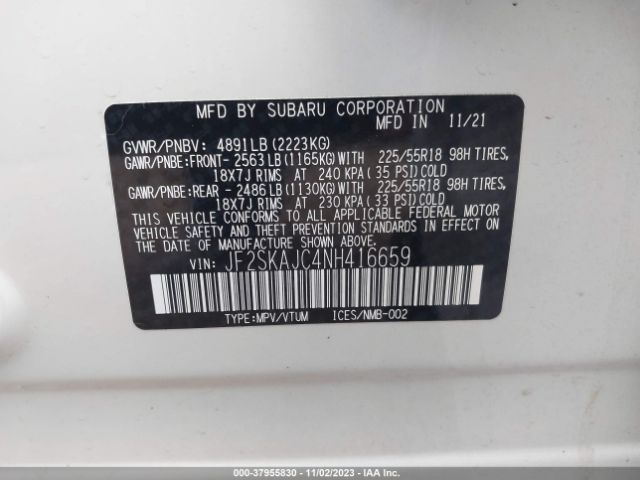 MFD BY SUBARU CORPORATION
MFD IN 11/21
GVWR/PNBV: 4891LB (2223KG)
GAWR/PNBE:FRONT- 2563LB (1165KG)WITH 225/55R18 98H TIRES,
18X7J RIMS AT 240 KPA (35 PSI)COLD
GAWR/PNBE:REAR - 2486LB (1130KG)WITH 225/55R18 98H TIRES,
18X7J RIMS AT 230 KPA (33 PSI)COLD
THIS VEHICLE CONFORMS TO ALL APPLICABLE FEDERAL MOTOR
VEHICLE SAFETY, BUMPER, AND THEFT PREVENTION STANDARDS IN EFFECT ON
THE DATE OF MANUFACTURE SHOWN ABOVE.
VIN: JF2SKAJC4NH416659
TYPE:MPV/VTUM ICES/NMB-002
000-37955830 - 11/02/2023 - IAA Inc.